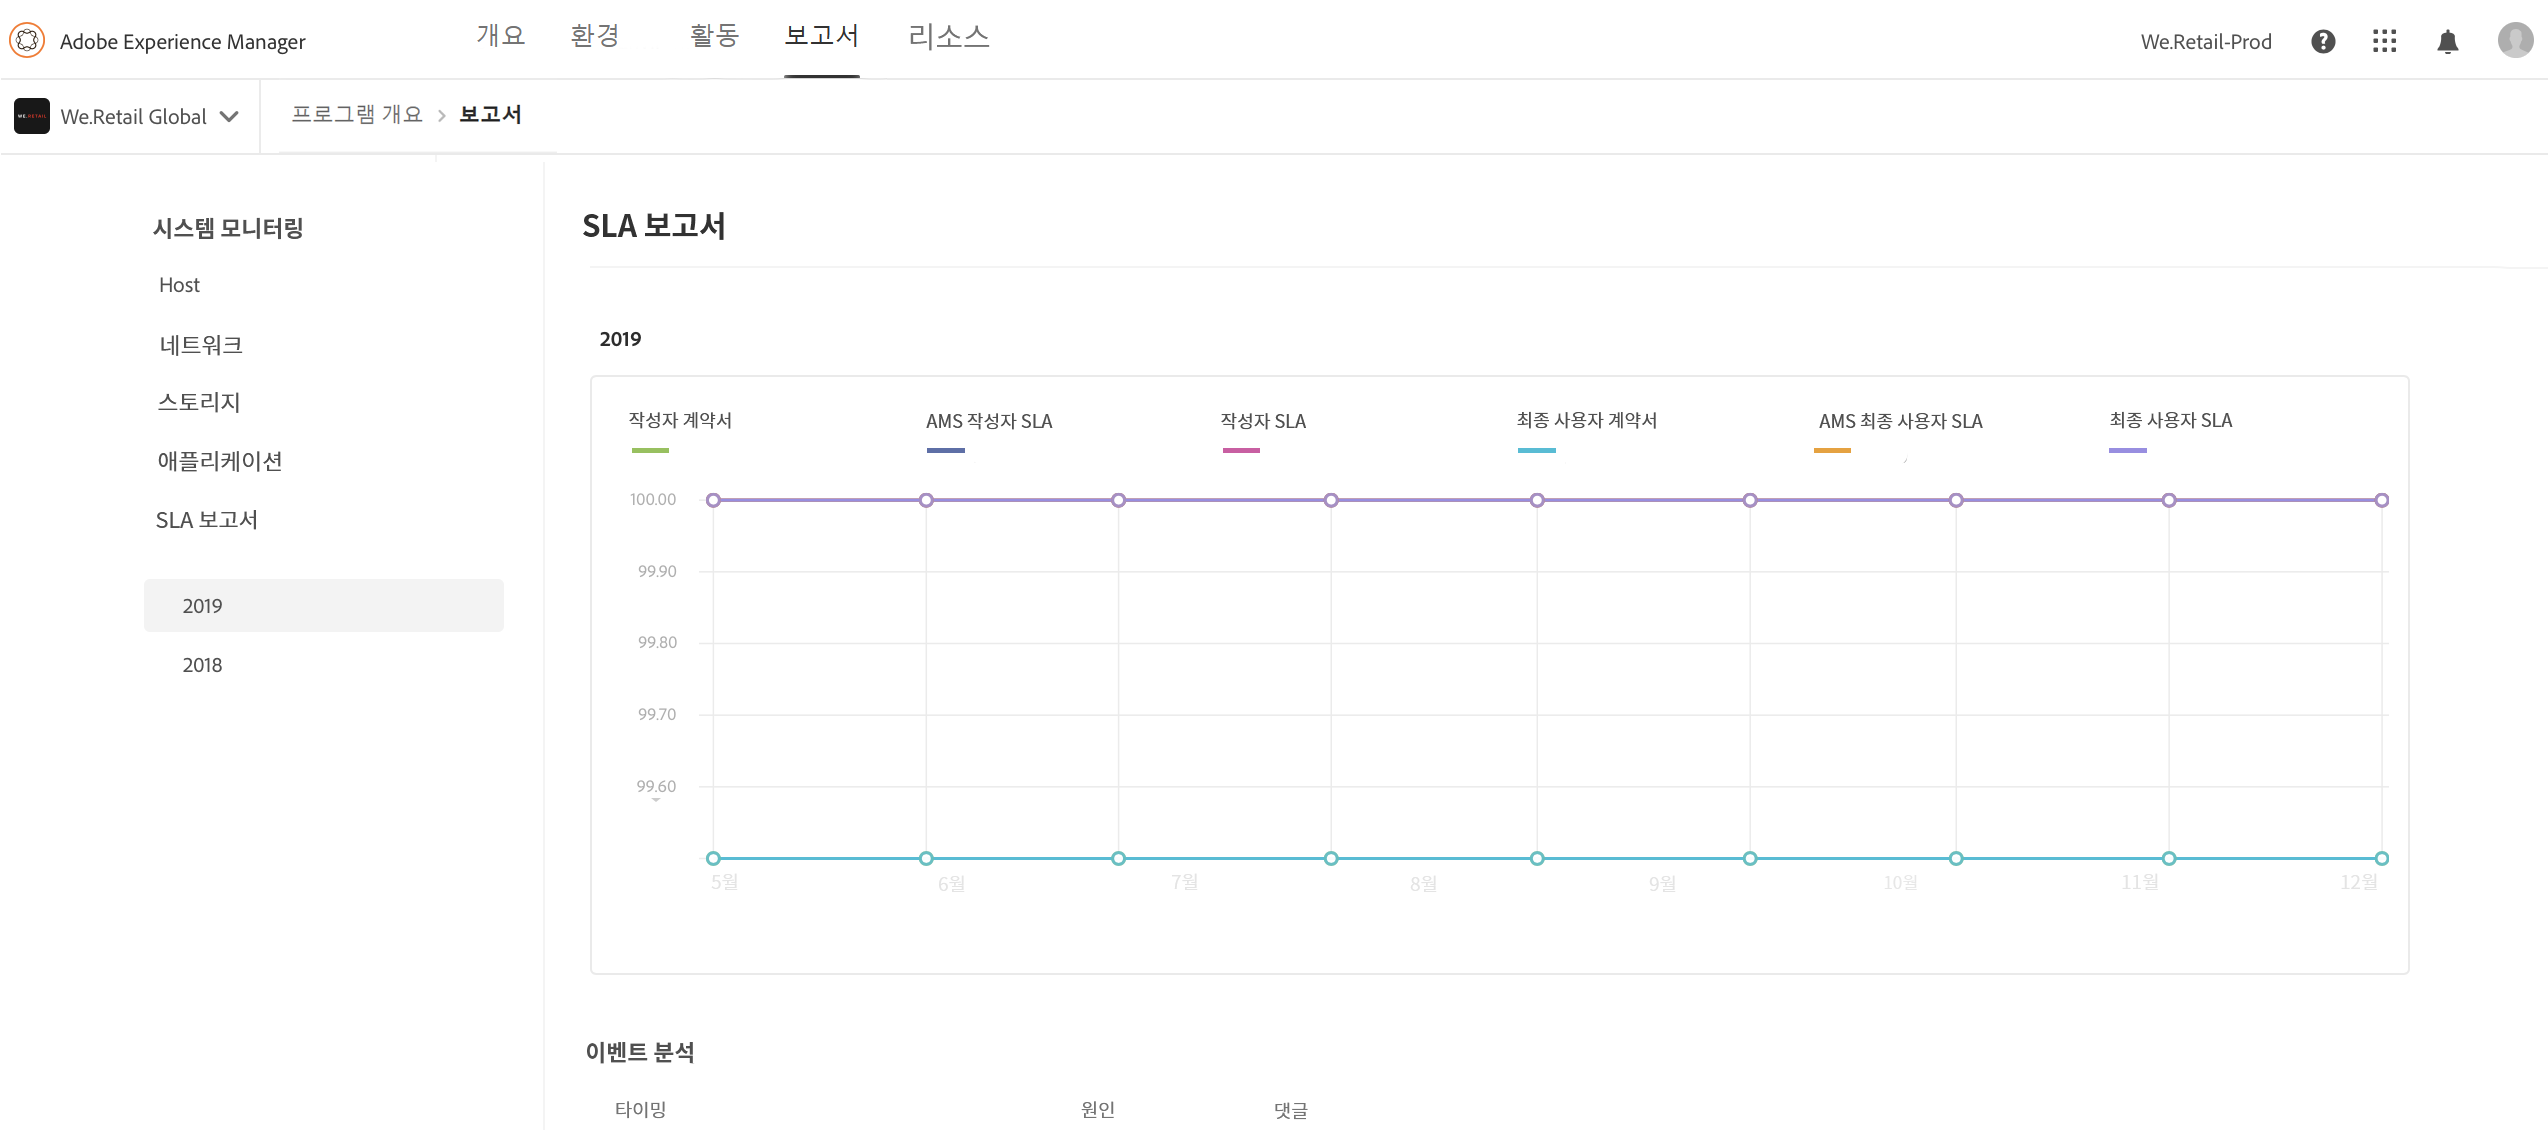 Adobe Experience Manager
개요 환경 활동 보고서 리소스
We.Retail-Prod
WE.RETAIL
We.Retail Global
프로그램 개요 > 보고서
시스템 모니터링
Host
네트워크
스토리지
애플리케이션
SLA 보고서
2019
2018
SLA 보고서
2019
작성자 계약서 AMS 작성자 SLA 작성자 SLA 최종 사용자 계약서 AMS 최종 사용자 SLA 최종 사용자 SLA
100.00
99.90
99.80
99.70
99.60
5월 6월 7월 8월 9월 10월 11월 12월
이벤트 분석
타이밍 원인 댓글